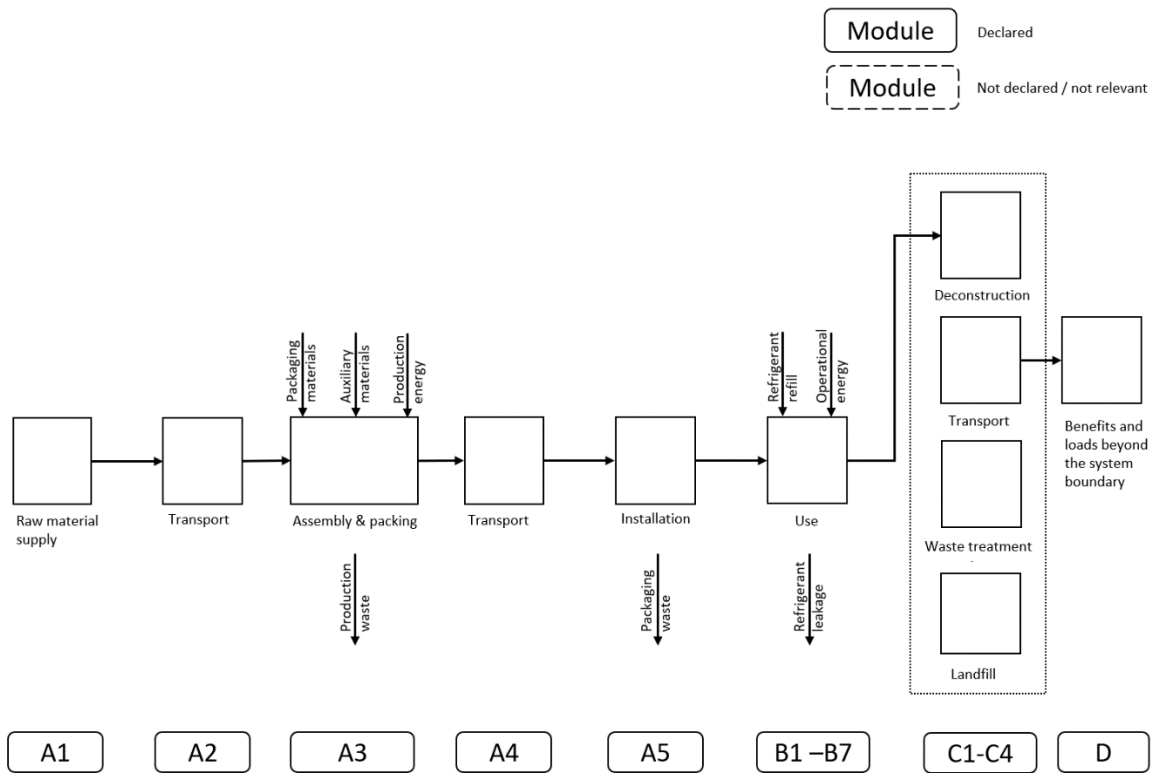 Module
Declared
Module
Not declared / not relevant
Deconstruction
Packaging
materials
Auxiliary
materials
Production
energy
Refrigerant
refill
Operational
energy
Transport
Benefits and
loads beyond
the system
boundary
Raw material
supply
Transport
Assembly & packing
Transport
Installation
Use
Waste treatment
Production
waste
Packaging
waste
Refrigerant
leakage
Landfill
A1
A2
A3
A4
A5
B1 –B7
C1-C4
D